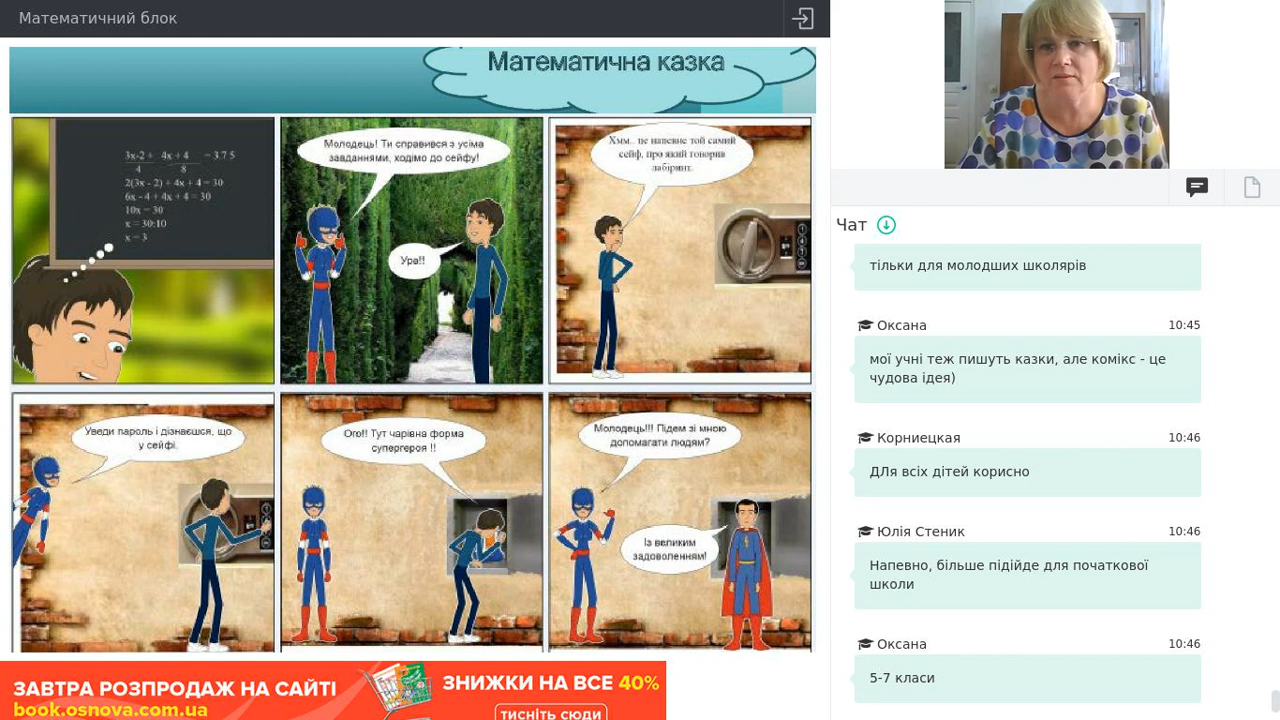 Математичний блок
Математична казка
3x-2 + 4x + 4 = 3.7 5
4 8
2(3x - 2) + 4x + 4 = 30
6x - 4 + 4x + 4 = 30
10x = 30
x = 30:10
x = 3
Молодець! Ти справився з усіма
завданнями, ходімо до сейфу!
Ура!!
Хмм.. це напевне той самий
сейф, про який говорив
лабіринт.
Уведи пароль і дізнаєшся, що
у сейфі.
Ого!! Тут чарівна форма
супергероя !!
Молодець!!! Підем зі мною
допомагати людям?
Із великим
задоволенням!
ЗАВТРА РОЗПРОДАЖ НА САЙТІ
book.osnova.com.ua
ЗНИЖКИ НА ВСЕ 40%
тисніть сюди
Чат
тільки для молодших школярів
Оксана 10:45
мої учні теж пишуть казки, але комікс - це
чудова ідея)
Корниецкая 10:46
ДЛя всіх дітей корисно
Юлія Стеник 10:46
Напевно, більше підійде для початкової
школи
Оксана 10:46
5-7 класи